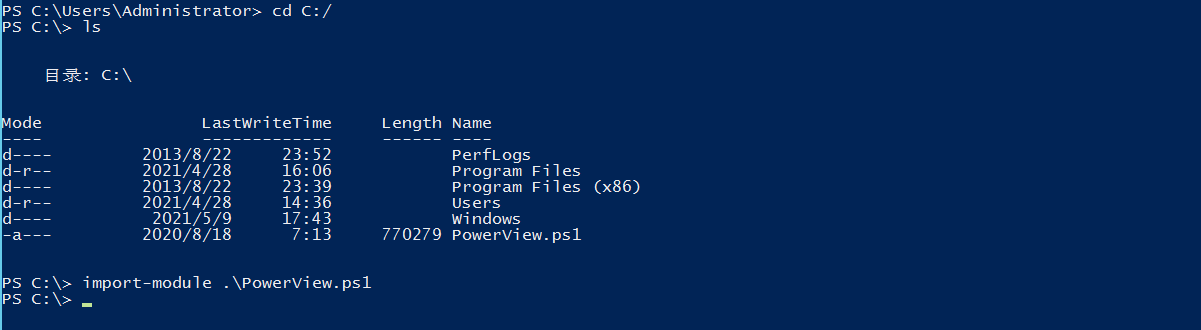 PS C:\Users\Administrator> cd C:/
PS C:\> ls
目录: C:\
Mode                LastWriteTime     Length Name
----                -------------     ------ ----
d----         2013/8/22     23:52            PerfLogs
d-r--         2021/4/28     16:06            Program Files
d----         2013/8/22     23:39            Program Files (x86)
d-r--         2021/4/28     14:36            Users
d----          2021/5/9     17:43            Windows
-a---         2020/8/18      7:13     770279 PowerView.ps1
PS C:\> import-module .\PowerView.ps1
PS C:\>